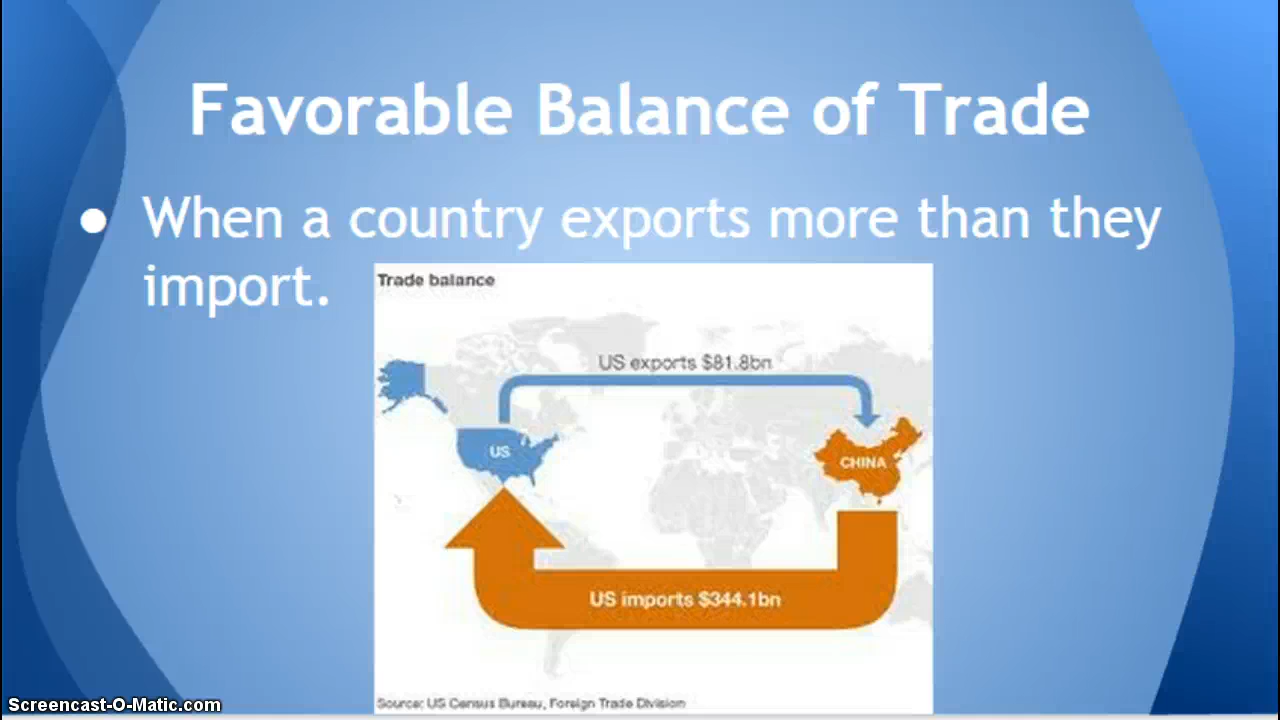 Favorable Balance of Trade
● When a country exports more than they
import.
Trade balance
US exports $81.8bn
US
CHINA
US imports $344.1bn
Source: US Census Bureau, Foreign Trade Division
Screencast-O-Matic.com